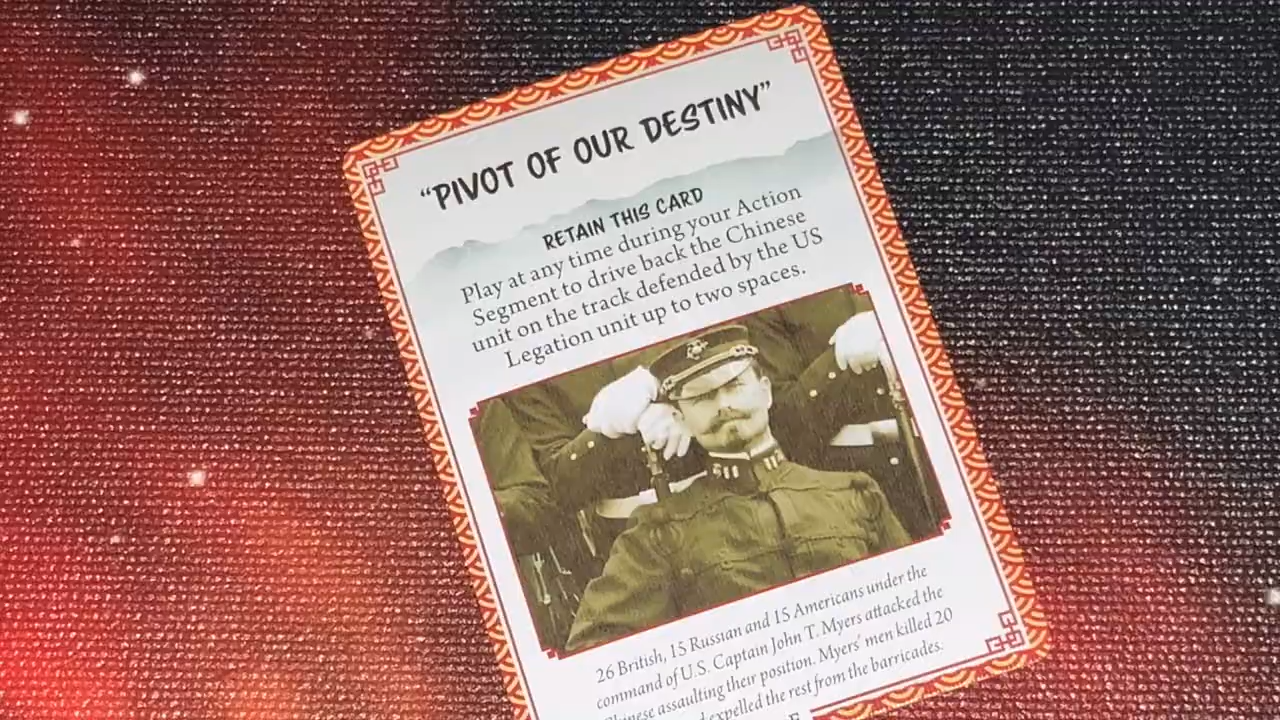 “PIVOT OF OUR DESTINY”
RETAIN THIS CARD
Play at any time during your Action
Segment to drive back the Chinese
unit on the track defended by the US
Legation unit up to two spaces.
26 British, 15 Russian and 15 Americans under the
command of U.S. Captain John T. Myers attacked the
Chinese assaulting their position. Myers' men killed 20
expelled the rest from the barricades.